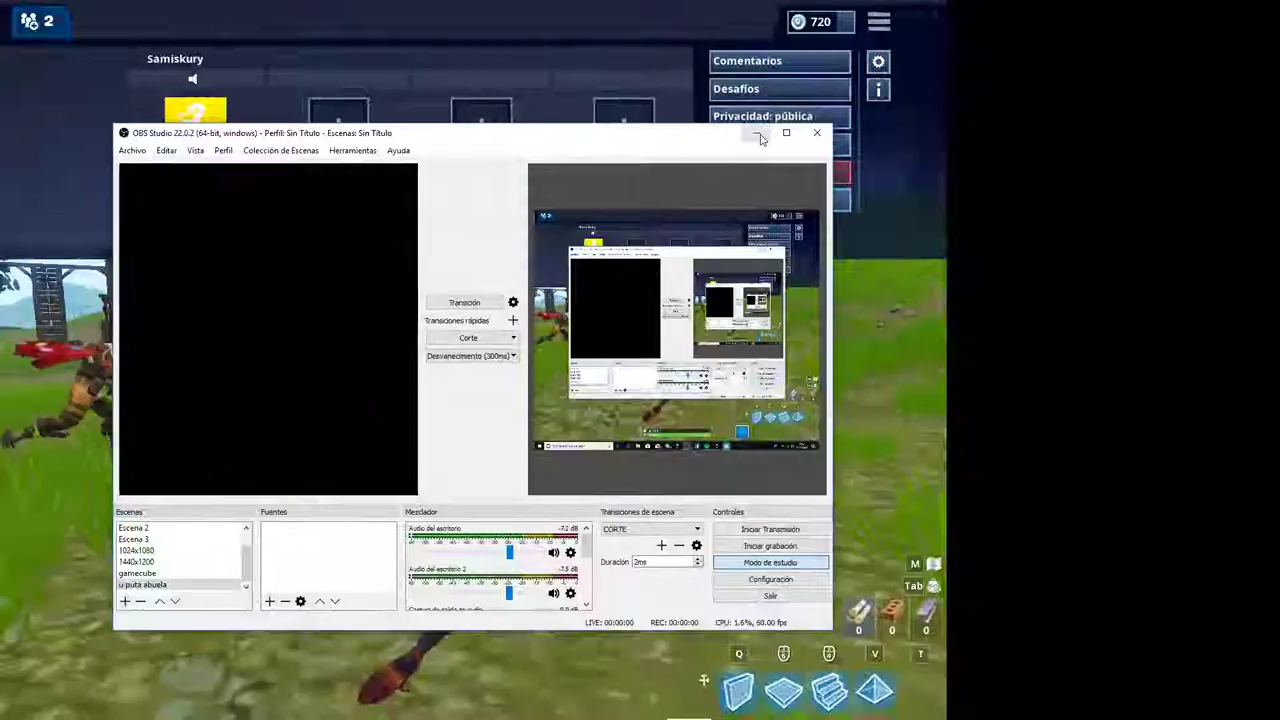 2
720
Samiskury
Comentarios
Desafíos
Privacidad: pública
OBS Studio 22.0.2 (64-bit, windows) - Perfil: Sin Título - Escenas: Sin Título
Archivo Editar Vista Perfil Colección de Escenas Herramientas Ayuda
Transición
Transiciones rápidas
Corte
Desvanecimiento (300ms)
Escenas
Fuentes
Mezclador
Transiciones de escena
Controles
Escena 2
Escena 3
1024x1080
1440x1200
gamecube
u puta abuela
Audio del escritorio -7.2 dB
Audio del escritorio 2 -7.5 dB
CORTE
Duración 2ms
Iniciar Transmisión
Iniciar grabación
Modo de estudio
Configuración
Salir
LIVE: 00:00:00 REC: 00:00:00 CPU: 1.6%, 60.00 fps
M
Tab
0 0 0
Q V T